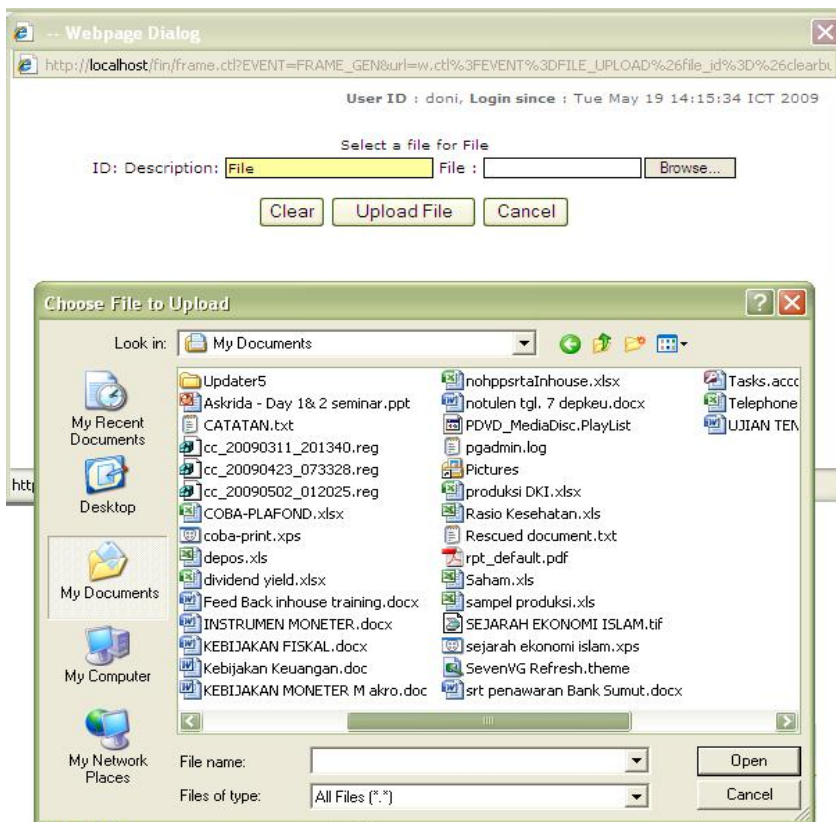 -- Webpage Dialog
http://localhost/fin/frame.ctl?EVENT=FRAME_GEN&url=w.ctl%3FEVENT%3DFILE_UPLOAD%26file_id%3D%26clearbu
User ID : doni, Login since : Tue May 19 14:15:34 ICT 2009
Select a file for File
ID: Description: File File : Browse...
Clear Upload File Cancel
Choose File to Upload
Look in: My Documents
My Recent Documents
Desktop
My Documents
My Computer
My Network Places
Updater5
Askrida - Day 1& 2 seminar.ppt
CATATAN.txt
cc_20090311_201340.reg
cc_20090423_073328.reg
cc_20090502_012025.reg
COBA-PLAFOND.xlsx
coba-print.xps
depos.xls
dividend yield.xlsx
Feed Back inhouse training.docx
INSTRUMEN MONETER.docx
KEBIJAKAN FISKAL.docx
Kebijakan Keuangan.doc
KEBIJAKAN MONETER M akro.doc
nohppsrtaInhouse.xlsx
notulen tgl. 7 depkeu.docx
PDVD_MediaDisc.PlayList
pgadmin.log
Pictures
produksi DKI.xlsx
Rasio Kesehatan.xls
Rescued document.txt
rpt_default.pdf
Saham.xls
sampel produksi.xls
SEJARAH EKONOMI ISLAM.tif
sejarah ekonomi islam.xps
SevenVG Refresh.theme
srt penawaran Bank Sumut.docx
Tasks.accd
Telephone
UJIAN TEN
htt
File name: Open
Files of type: All Files (*.*) Cancel